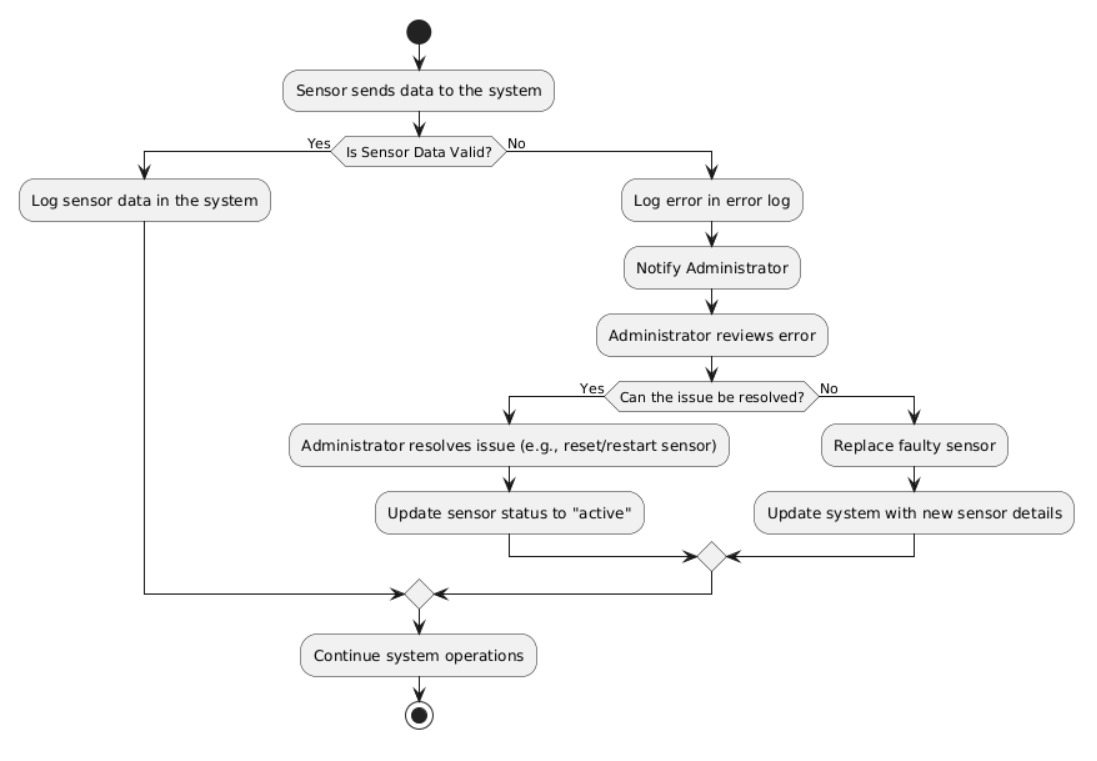 Sensor sends data to the system
Yes
Is Sensor Data Valid?
No
Log sensor data in the system
Log error in error log
Notify Administrator
Administrator reviews error
Yes
Can the issue be resolved?
No
Administrator resolves issue (e.g., reset/restart sensor)
Replace faulty sensor
Update sensor status to "active"
Update system with new sensor details
Continue system operations